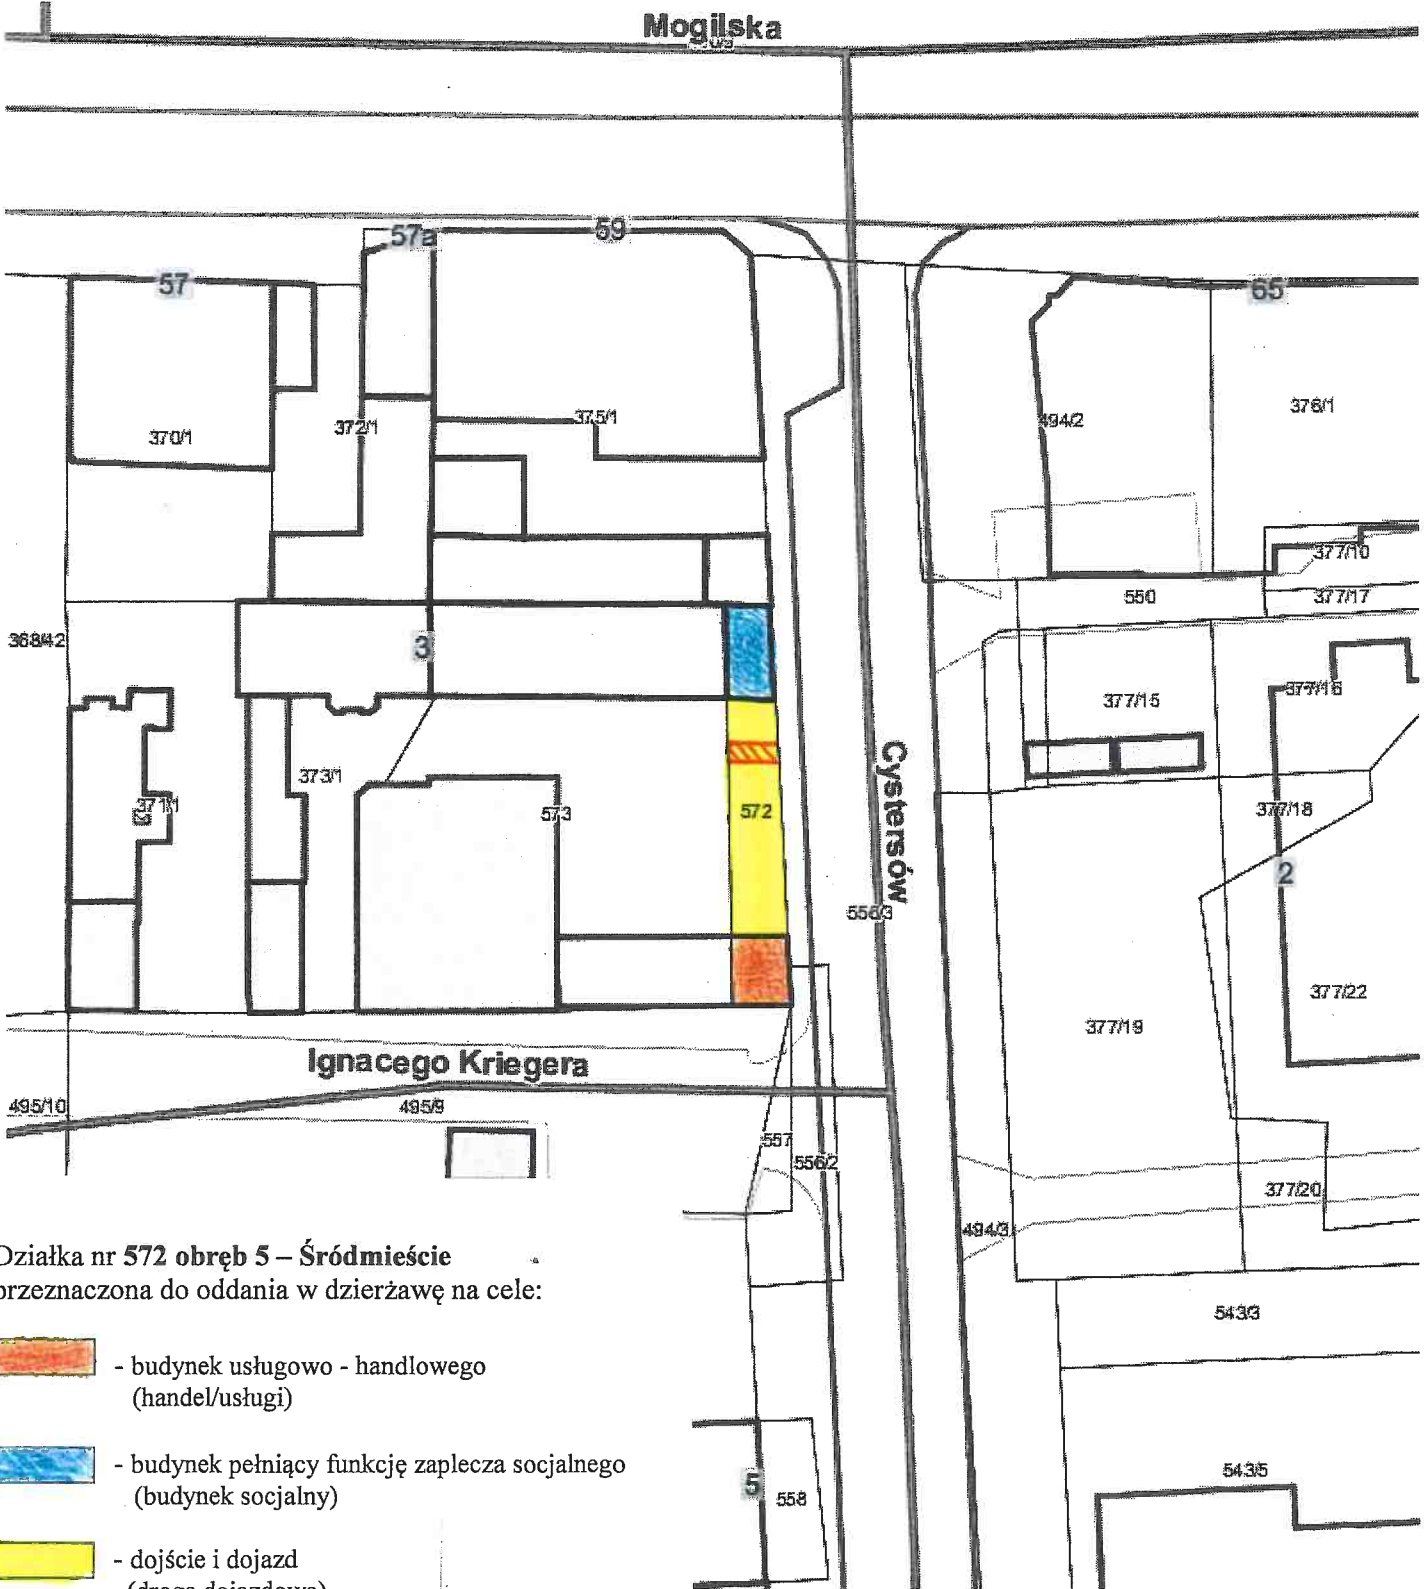 Mogilska
57a
59
57
65
376/1
375/1
494/2
372/1
370/1
377/10
550
377/17
368/42
3
377/16
377/15
373/1
371/1
573
572
377/18
Cystersów
2
556/3
377/22
377/19
Ignacego Kriegera
495/10
495/9
557
556/2
377/20
494/3
Działka nr 572 obręb 5 – Śródmieście
przeznaczona do oddania w dzierżawę na cele:
543/3
- budynek usługowo - handlowego
(handel/usługi)
- budynek pełniący funkcję zaplecza socjalnego
(budynek socjalny)
543/5
5
558
- dojście i dojazd
(droga dojazdowa)